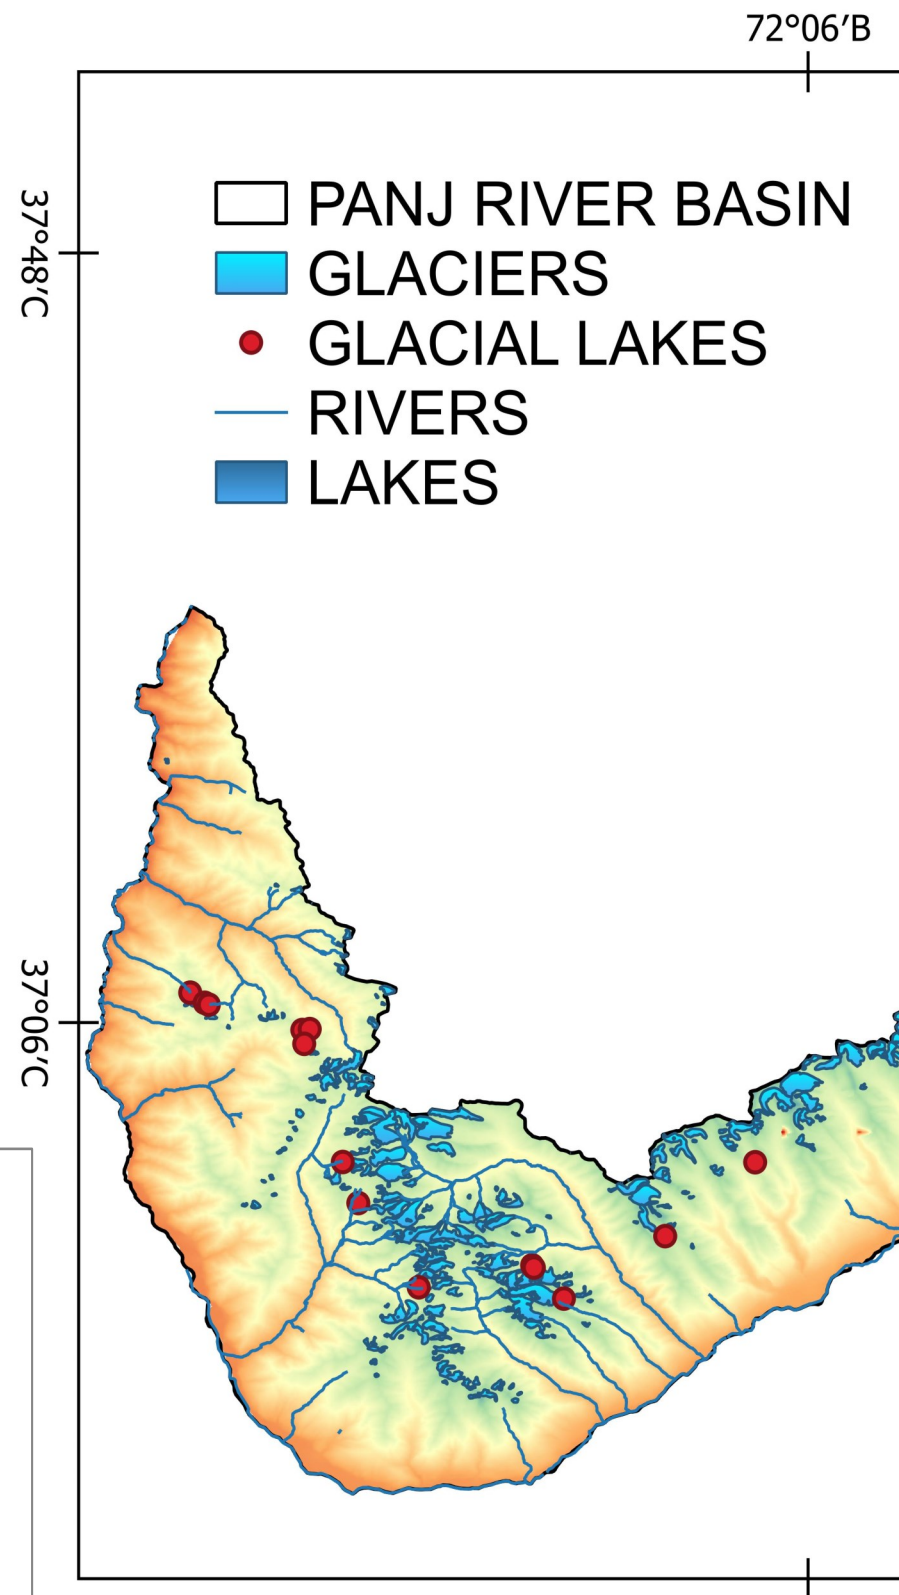 72°06′B
37°48′C
PANJ RIVER BASIN
GLACIERS
GLACIAL LAKES
RIVERS
LAKES
37°06′C